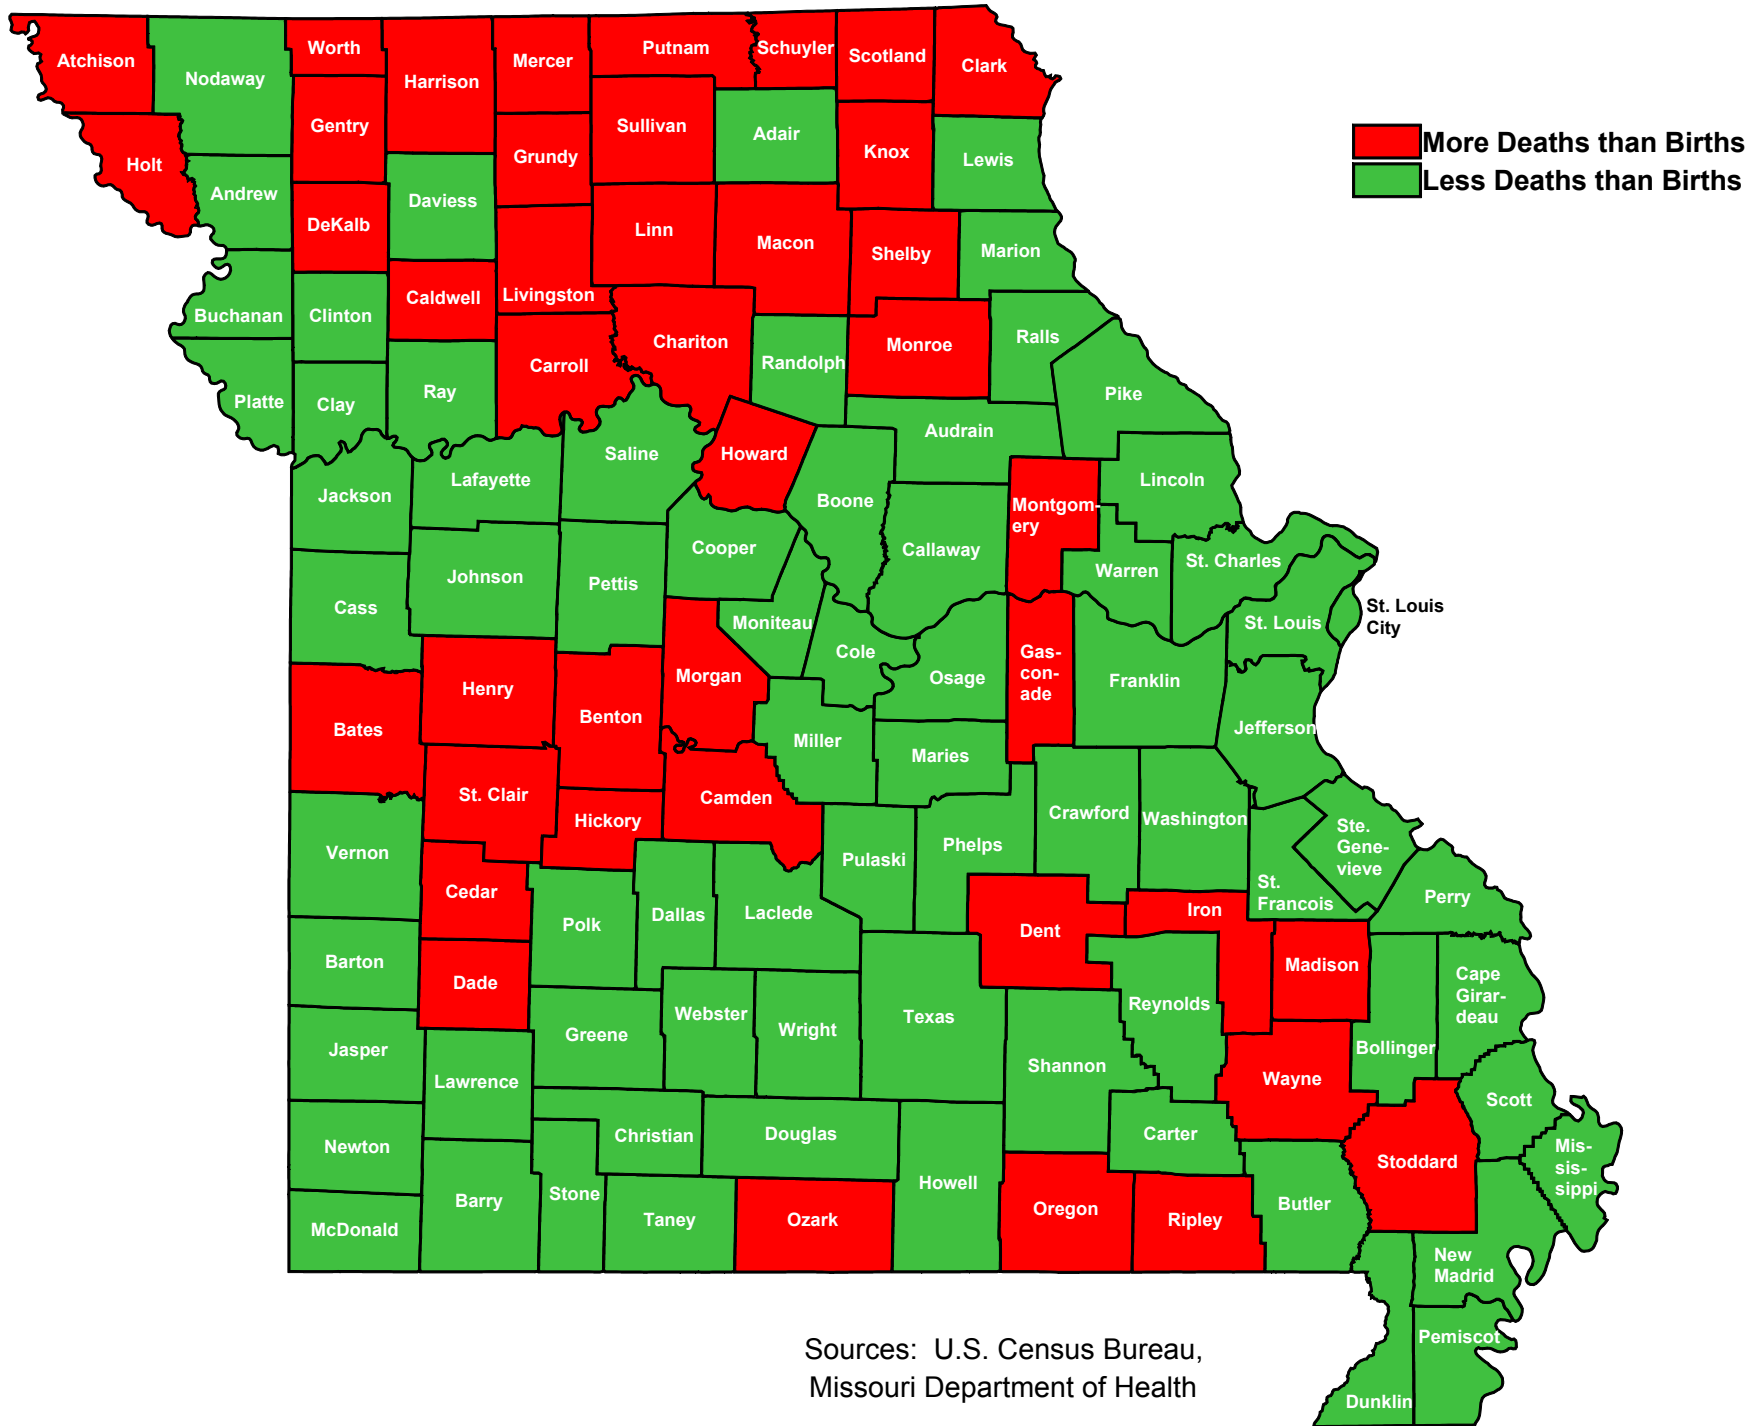 Atchison
Nodaway
Worth
Harrison
Mercer
Putnam
Schuyler
Scotland
Clark
More Deaths than Births
Less Deaths than Births
Holt
Andrew
Gentry
DeKalb
Daviess
Grundy
Sullivan
Adair
Knox
Lewis
Linn
Macon
Shelby
Marion
Buchanan
Clinton
Caldwell
Livingston
Chariton
Randolph
Monroe
Ralls
Pike
Platte
Clay
Ray
Carroll
Audrain
Jackson
Lafayette
Saline
Howard
Boone
Callaway
Montgom-
ery
Lincoln
Cooper
Warren
St. Charles
Cass
Johnson
Pettis
Moniteau
Cole
Osage
Gas-
con-
ade
Franklin
St. Louis
St. Louis
City
Bates
Henry
Benton
Morgan
Miller
Maries
Jefferson
St. Clair
Hickory
Camden
Pulaski
Phelps
Crawford
Washington
Ste.
Gene-
vieve
St.
Francois
Perry
Vernon
Cedar
Polk
Dallas
Laclede
Dent
Iron
Madison
Cape
Girar-
deau
Barton
Dade
Greene
Webster
Wright
Texas
Shannon
Reynolds
Bollinger
Jasper
Lawrence
Wayne
Scott
Newton
Christian
Douglas
Carter
Stoddard
Mis-
sis-
sippi
McDonald
Barry
Stone
Taney
Ozark
Howell
Oregon
Ripley
Butler
New
Madrid
Pemiscot
Dunklin
Sources:  U.S. Census Bureau,
Missouri Department of Health